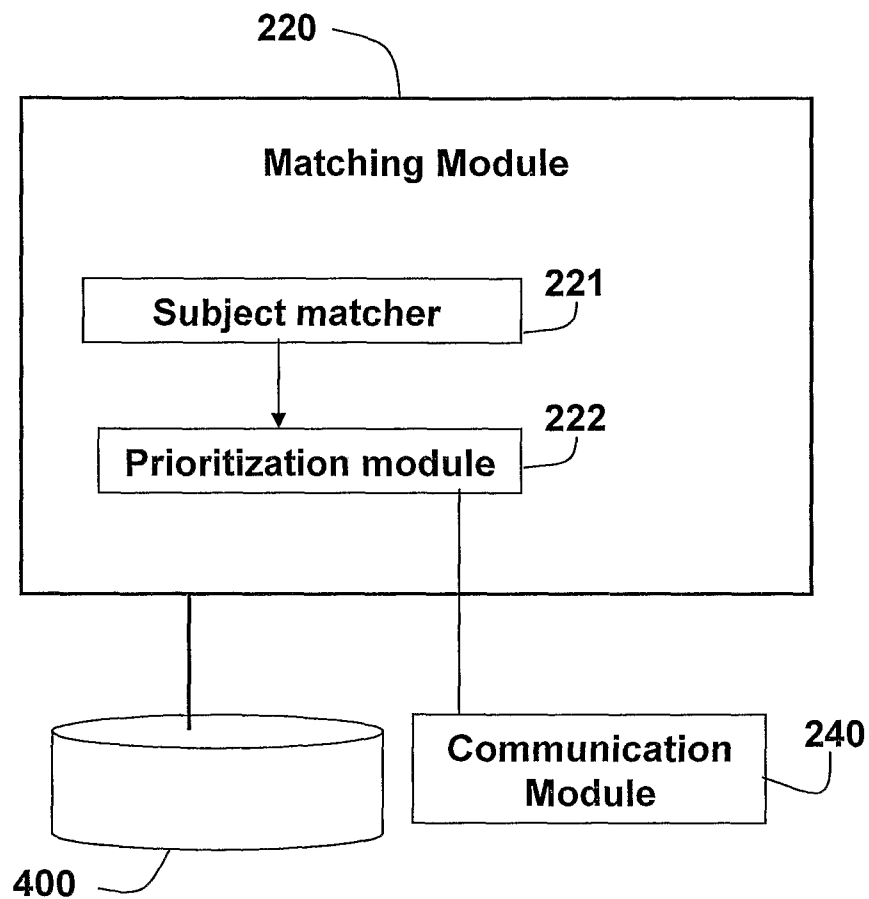 220
Matching Module
221
Subject matcher
222
Prioritization module
240
Communication
Module
400